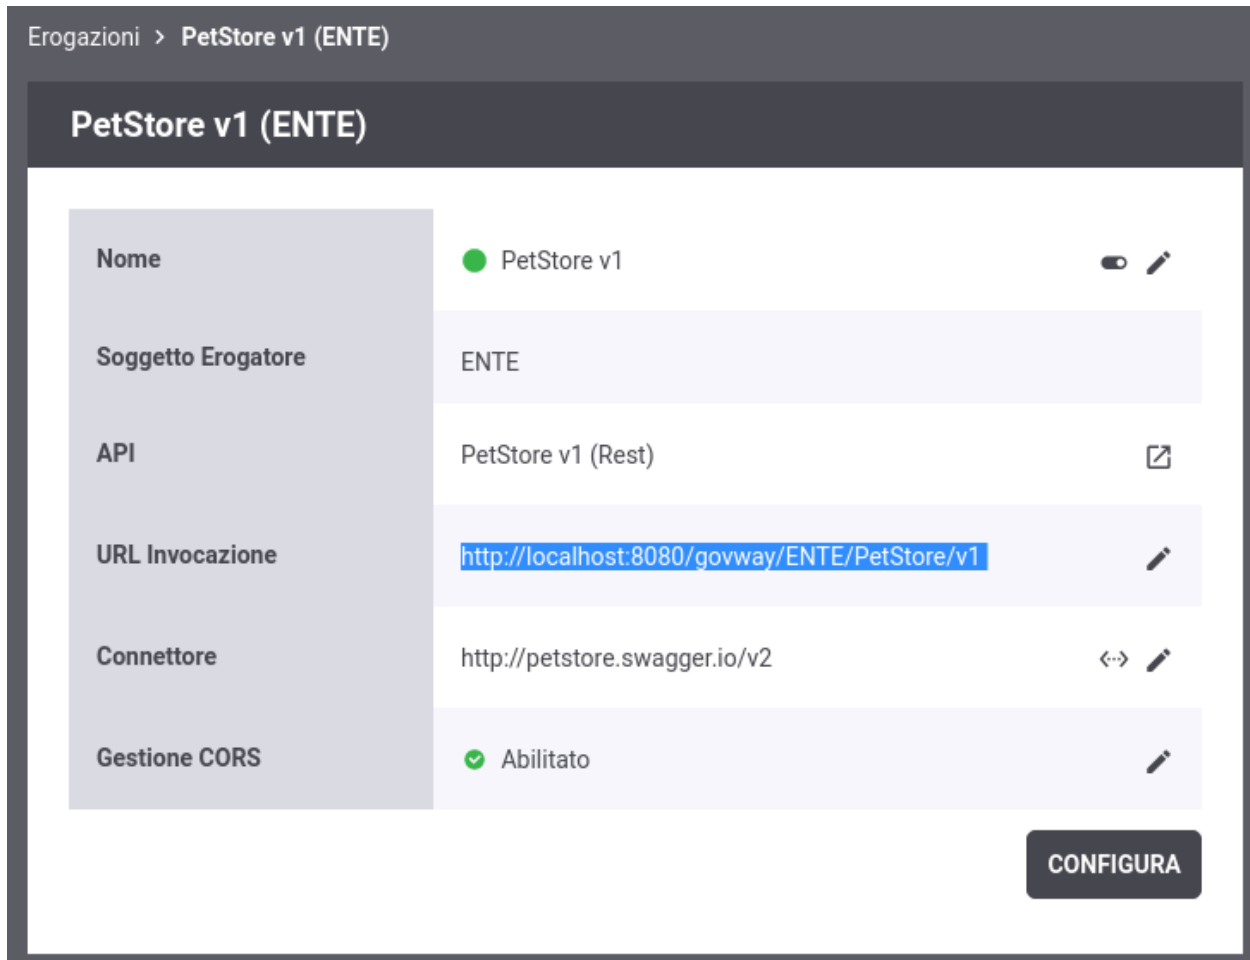 Erogazioni > PetStore v1 (ENTE)
PetStore v1 (ENTE)
Nome PetStore v1
Soggetto Erogatore ENTE
API PetStore v1 (Rest)
URL Invocazione http://localhost:8080/govway/ENTE/PetStore/v1
Connettore http://petstore.swagger.io/v2
Gestione CORS Abilitato
CONFIGURA